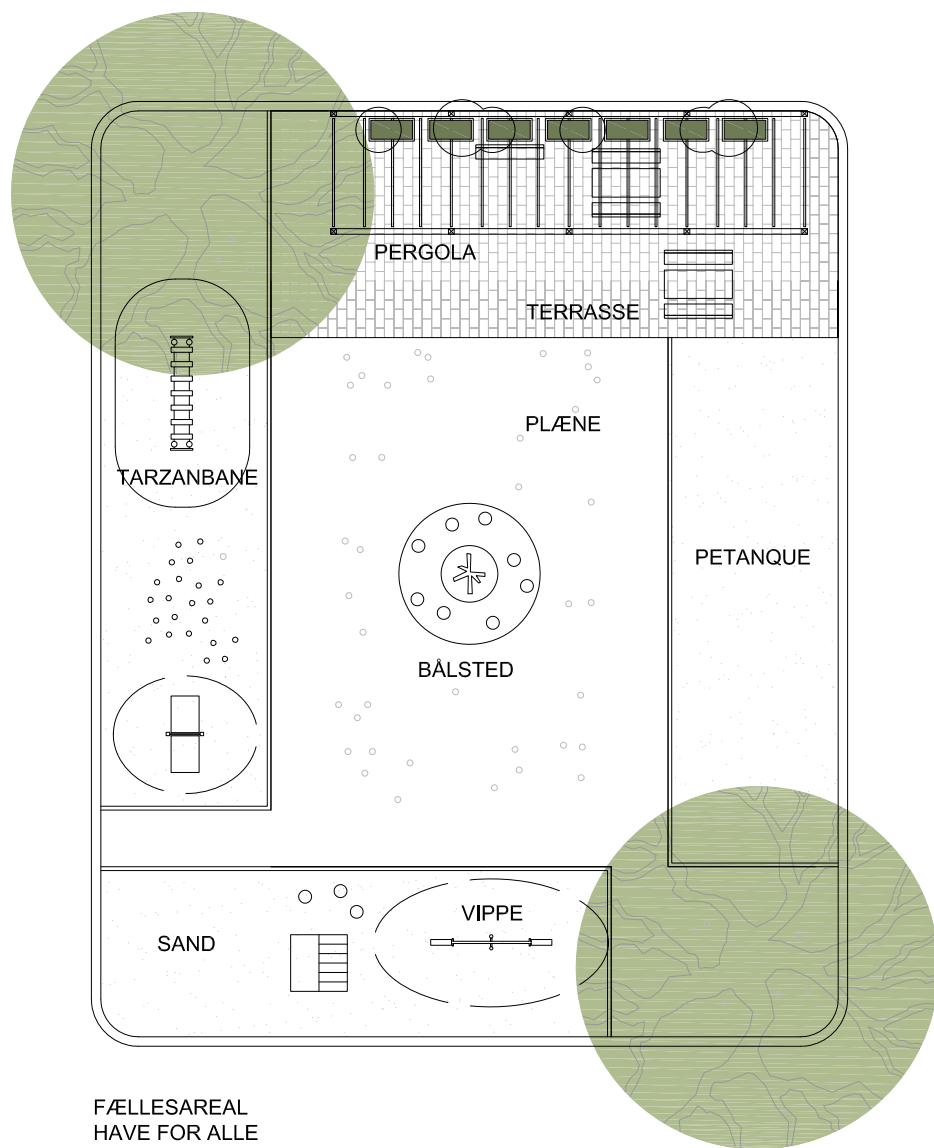 PERGOLA
TERRASSE
PLÆNE
TARZANBANE
PETANQUE
BÅLSTED
VIPPE
SAND
FÆLLESAREAL
HAVE FOR ALLE